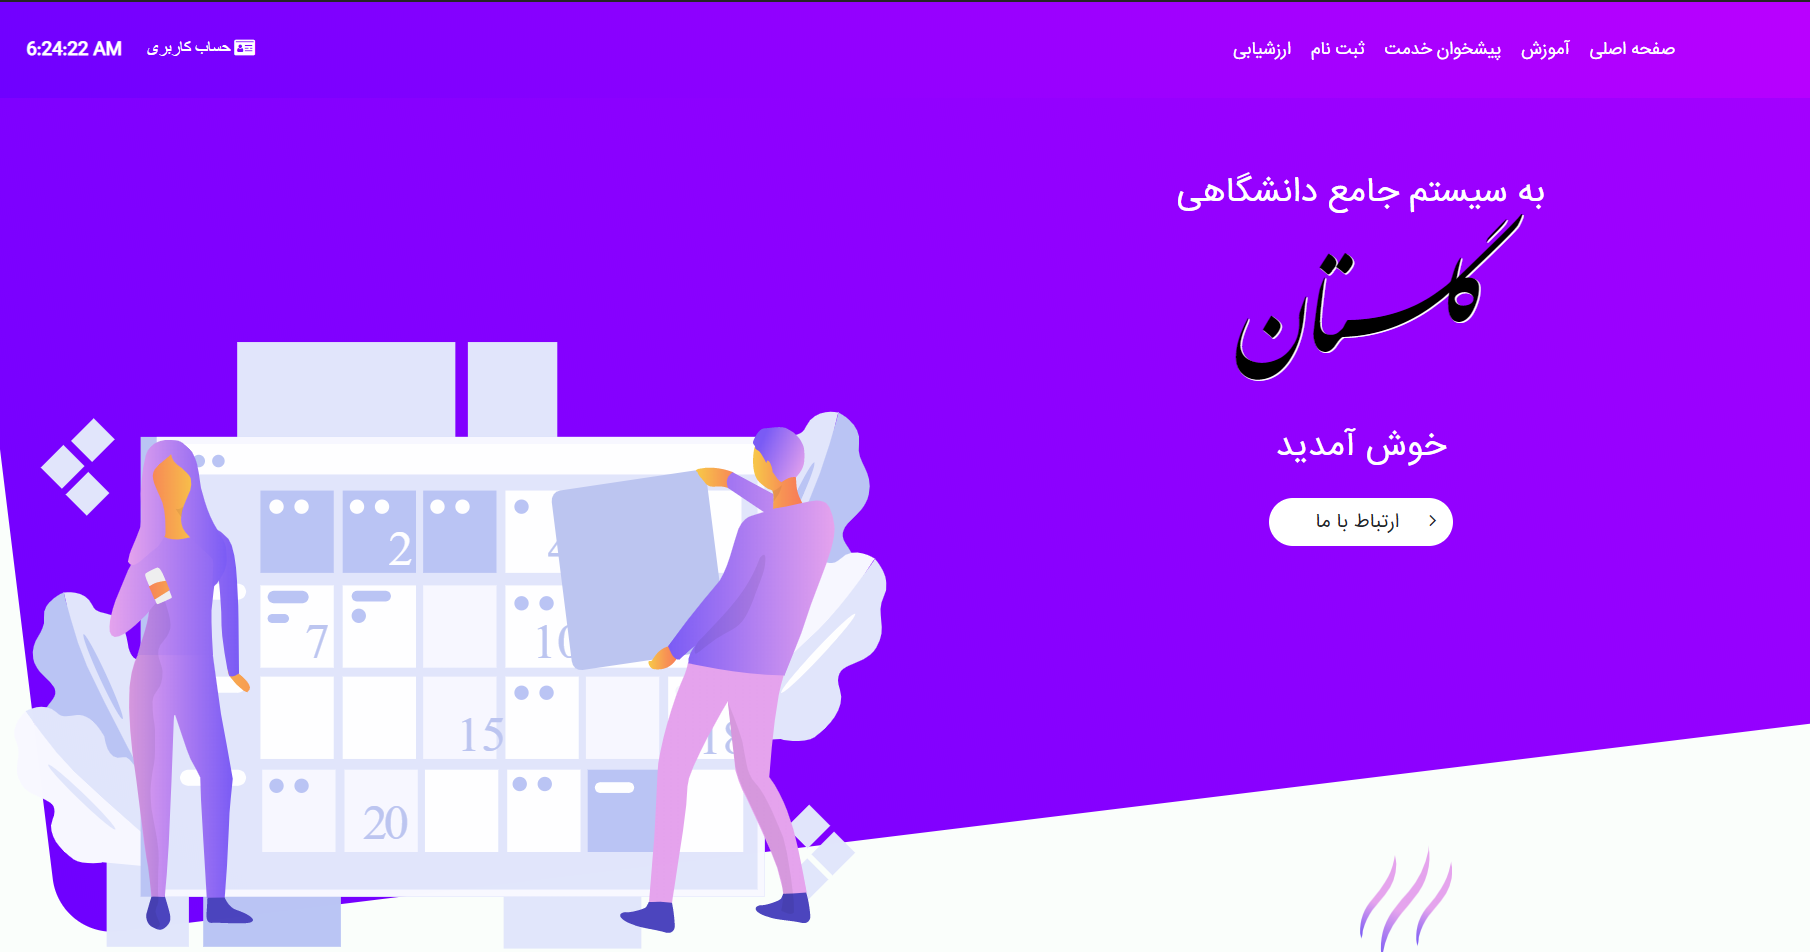 صفحه اصلی آموزش پیشخوان خدمت ثبت نام ارزشیابی
حساب کاربری 6:24:22 AM
به سیستم جامع دانشگاهی
گلستان
خوش آمدید
ارتباط با ما
2 4
7 10
15 18
20